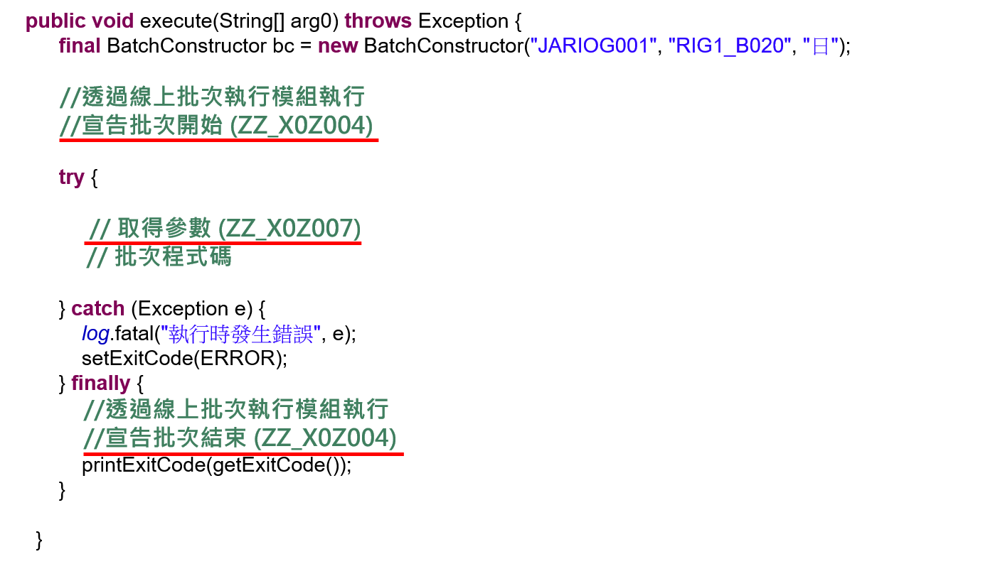 public void execute(String[] arg0) throws Exception {
final BatchConstructor bc = new BatchConstructor("JARIOG001", "RIG1_B020", "日");
//透過線上批次執行模組執行
//宣告批次開始 (ZZ_X0Z004)
try {
// 取得參數 (ZZ_X0Z007)
// 批次程式碼
} catch (Exception e) {
log.fatal("執行時發生錯誤", e);
setExitCode(ERROR);
} finally {
//透過線上批次執行模組執行
//宣告批次結束 (ZZ_X0Z004)
printExitCode(getExitCode());
}
}